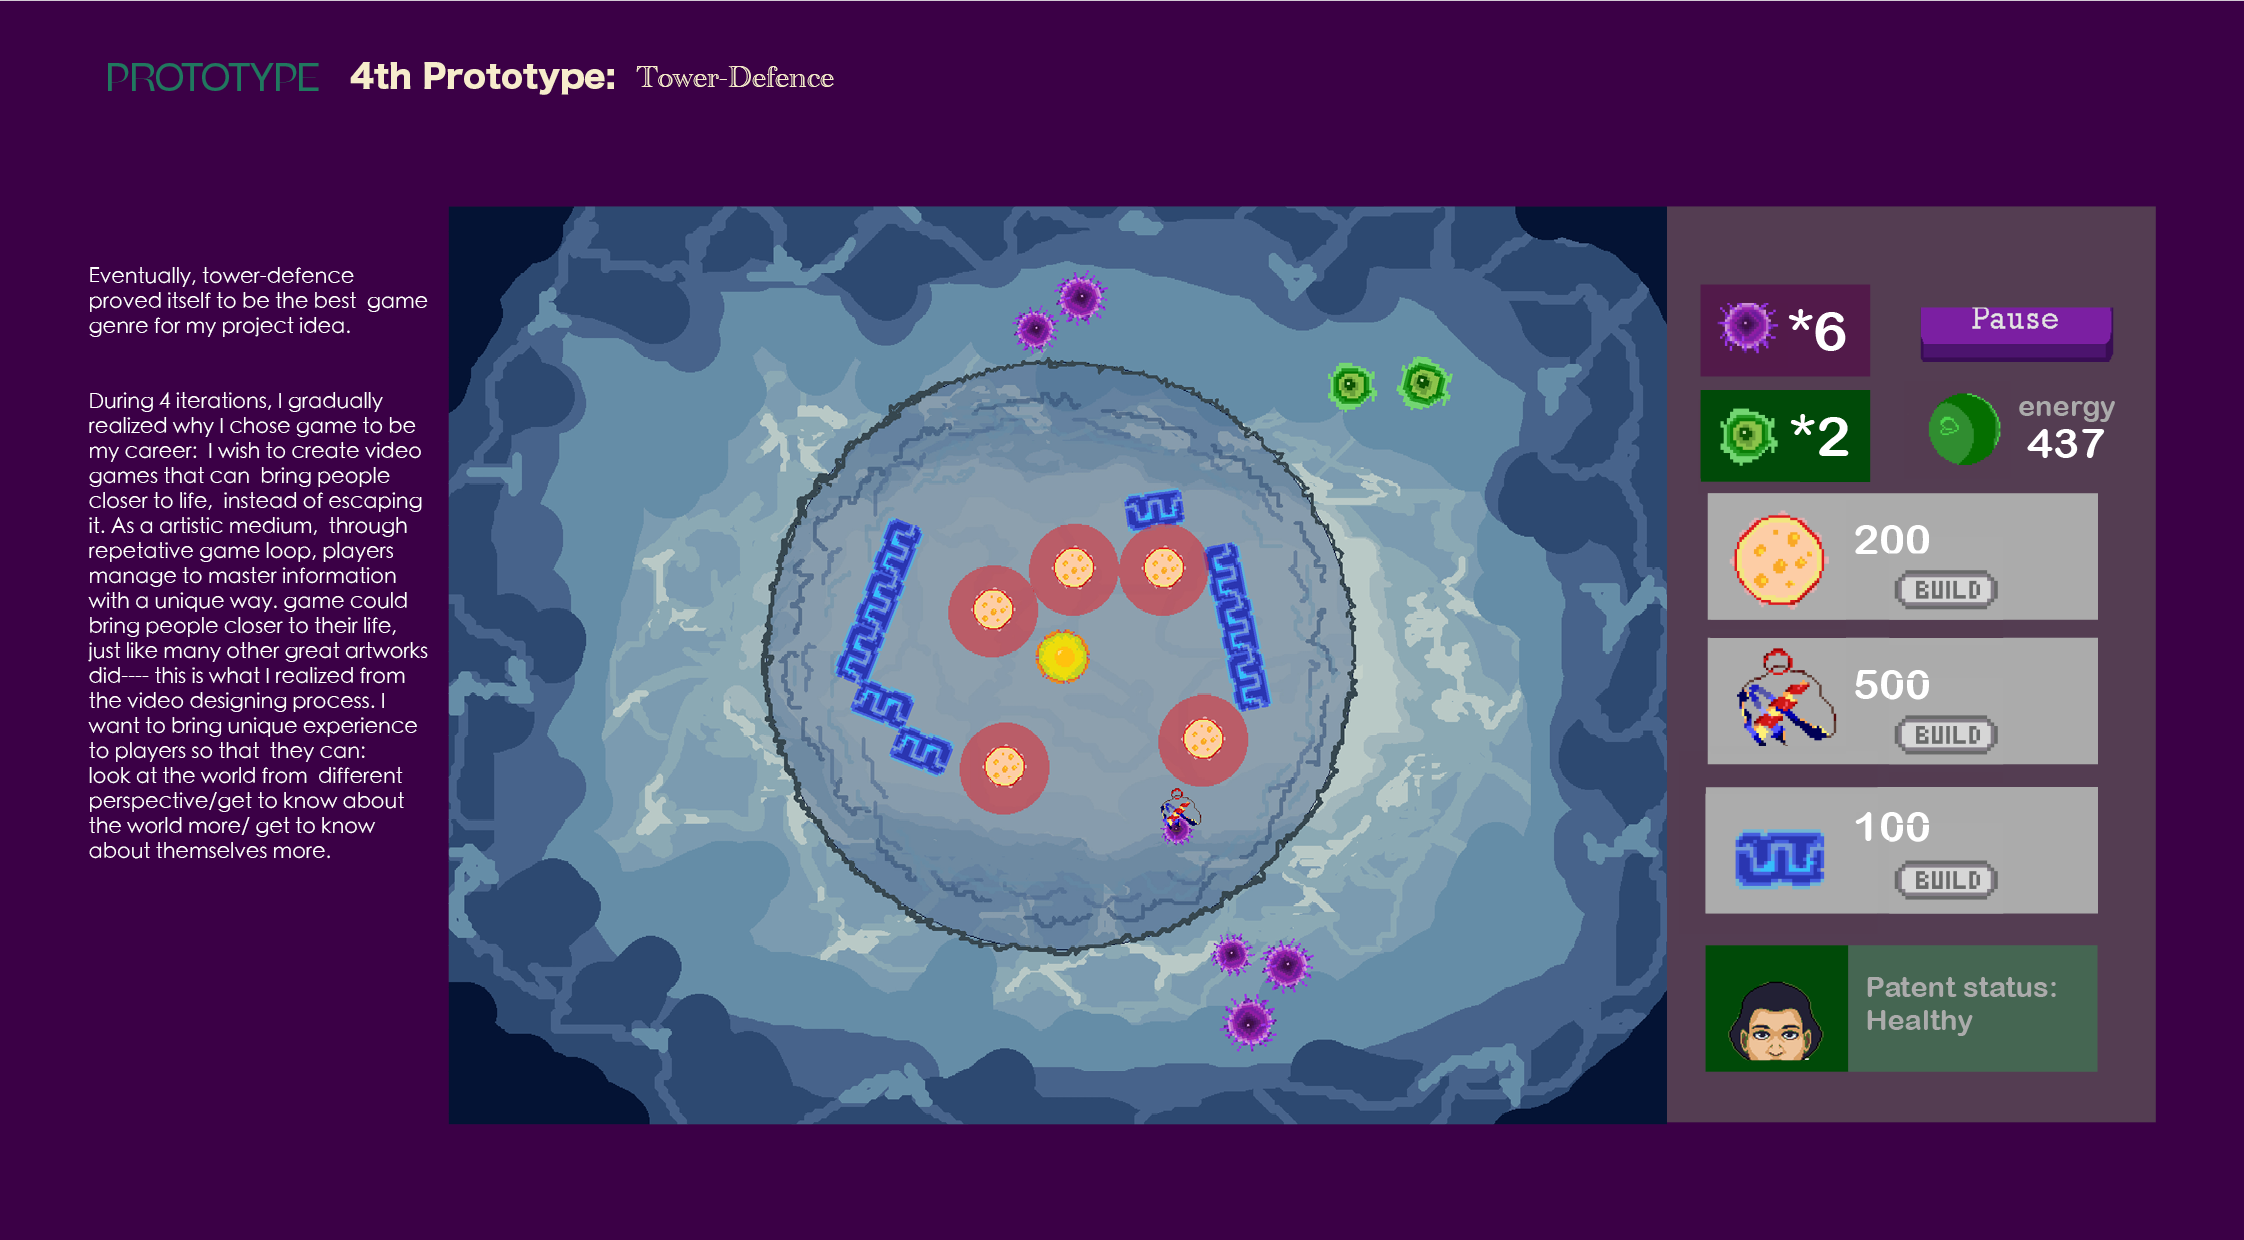 PROTOTYPE 4th Prototype: Tower-Defence
Eventually, tower-defence
proved itself to be the best game
genre for my project idea.
During 4 iterations, I gradually
realized why I chose game to be
my career: I wish to create video
games that can bring people
closer to life, instead of escaping
it. As a artistic medium, through
repetative game loop, players
manage to master information
with a unique way. game could
bring people closer to their life,
just like many other great artworks
did---- this is what I realized from
the video designing process. I
want to bring unique experience
to players so that they can:
look at the world from different
perspective/get to know about
the world more/ get to know
about themselves more.
*6
Pause
*2
energy
437
200
BUILD
500
BUILD
100
BUILD
Patent status:
Healthy